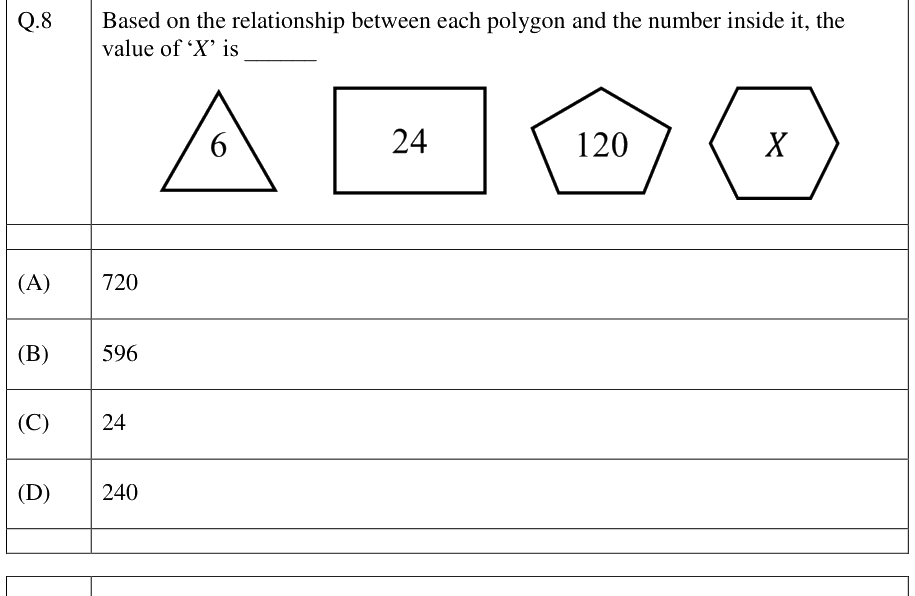 Q.8 Based on the relationship between each polygon and the number inside it, the
value of ‘X’ is ______
6 24 120 X
(A) 720
(B) 596
(C) 24
(D) 240